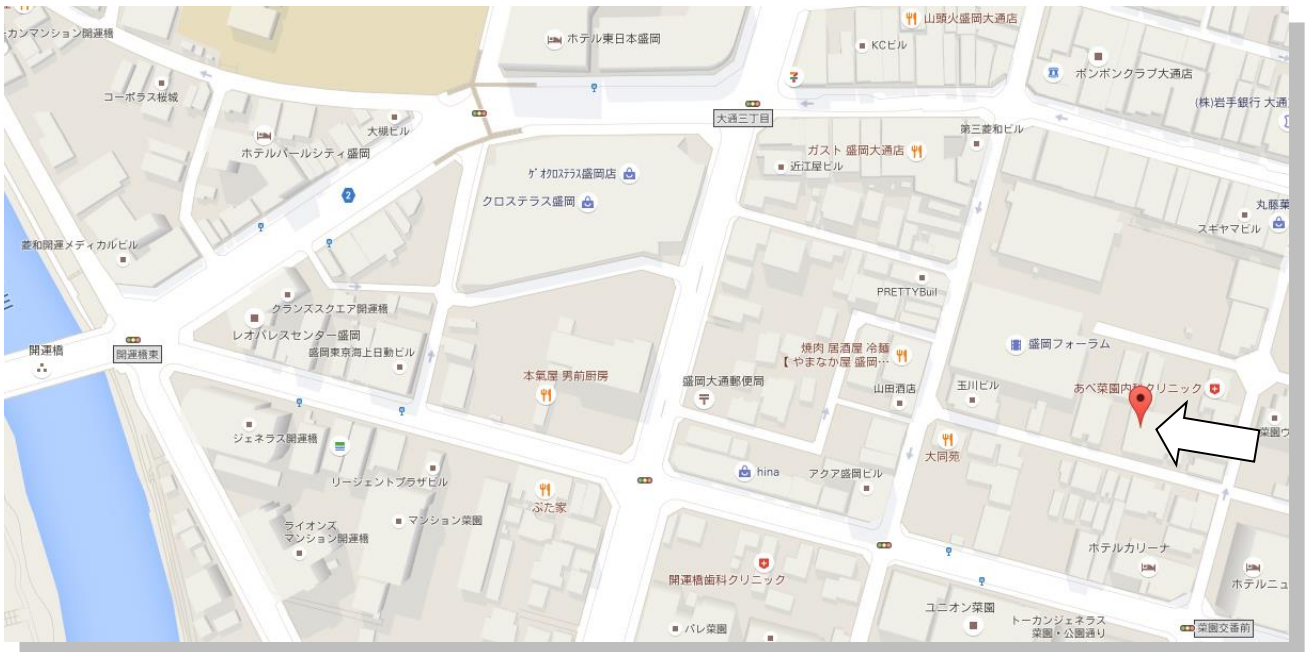 山頭火盛岡大通店
ーカンマンション開運橋
ホテル東日本盛岡
KCビル
ボンボンクラブ大通店
コーポラス桜城
(株)岩手銀行 大通
大通三丁目
大槻ビル
第三菱和ビル
ホテルパールシティ盛岡
ガスト 盛岡大通店
近江屋ビル
ゲオクロステラス盛岡店
2
クロステラス盛岡
丸藤菓
スギヤマビル
菱和開運メディカルビル
PRETTYBuil
クランズスクエア開運橋
レオパレスセンター盛岡
盛岡フォーラム
開運橋
開運橋東
盛岡東京海上日動ビル
焼肉 居酒屋 冷麺
【 やまなか屋 盛岡…
本氣屋 男前厨房
盛岡大通郵便局
山田酒店
玉川ビル
あべ菜園内科クリニック
菜園ウ
ジェネラス開運橋
大同苑
hina
アクア盛岡ビル
リージェントプラザビル
ぶた家
マンション菜園
ライオンズ
マンション開運橋
ホテルカリーナ
開運橋歯科クリニック
ホテルニュ
ユニオン菜園
トーカンジェネラス
菜園・公園通り
パレ菜園
菜園交番前